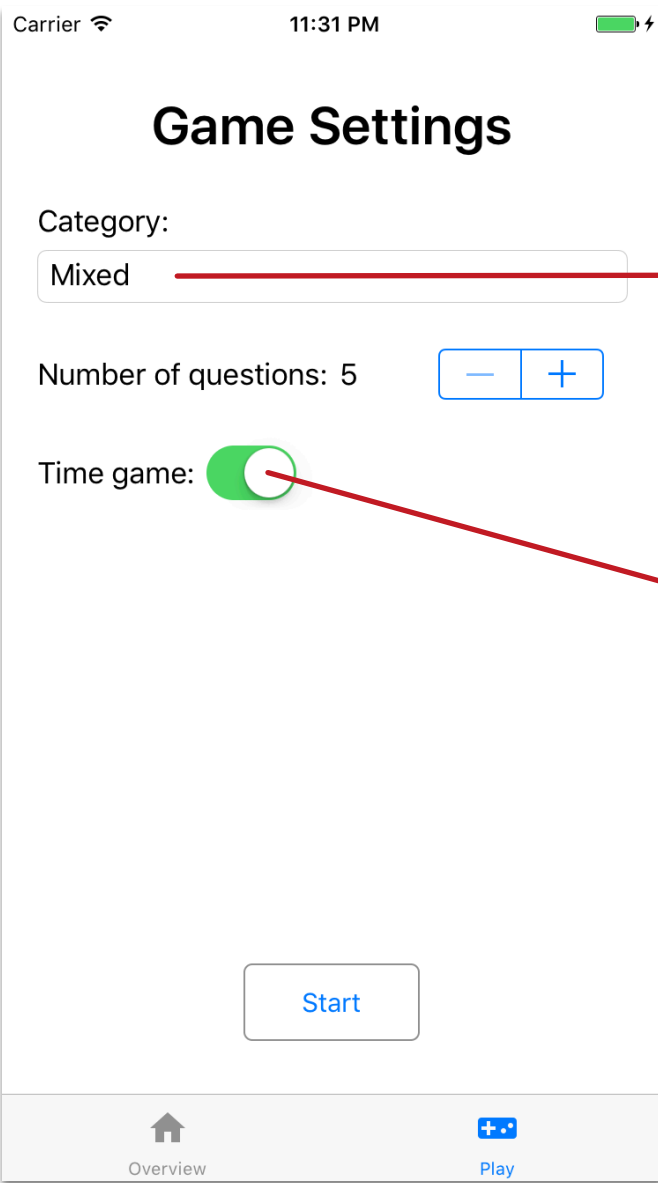 Carrier 11:31 PM
Game Settings
Category:
Mixed
Number of questions: 5
Time game:
Start
Overview Play